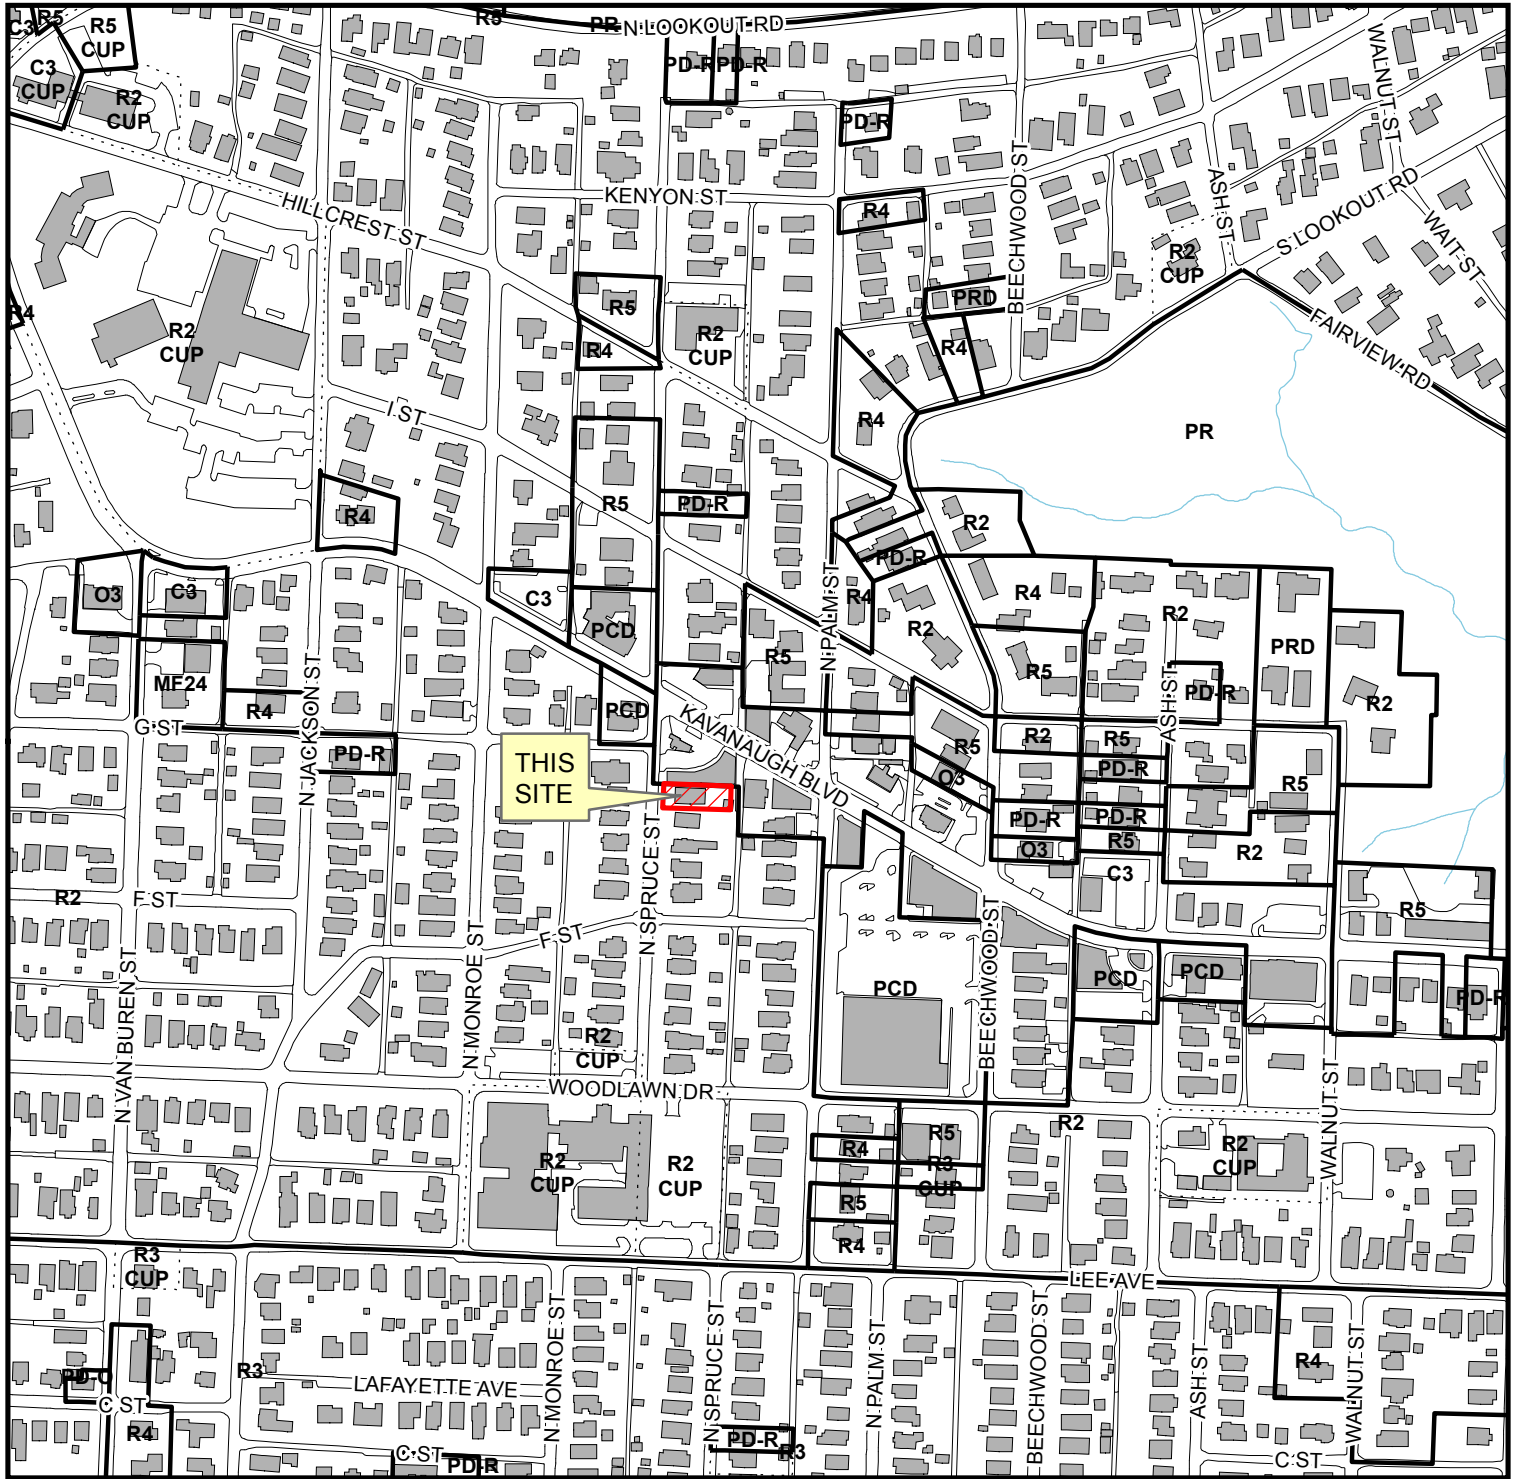 C3
R5
R5
CUP
R5
PR
N LOOKOUT RD
C3
CUP
R2
CUP
PD-R
PD-R
WALNUT ST
PD-R
KENYON ST
HILLCREST ST
R4
BEECHWOOD ST
ASH ST
S LOOKOUT RD
WAIT ST
R2
CUP
PRD
R4
R5
R2
CUP
R2
CUP
R4
R4
FAIRVIEW RD
I ST
R4
PR
R4
R5
PD-R
R2
PD-R
O3
C3
C3
PCD
N PALM ST
R4
R4
R2
R2
R5
R5
PRD
MF24
R4
N JACKSON ST
PCD
KAVANAUGH BLVD
ASH ST
PD-R
R2
G ST
PD-R
THIS
SITE
R5
O3
R2
R5
PD-R
R5
PD-R
PD-R
O3
R5
R2
C3
N SPRUCE ST
R2
F ST
F ST
R5
N VAN BUREN ST
N MONROE ST
BEECHWOOD ST
PCD
PCD
PCD
PD-R
R2
CUP
WOODLAWN DR
WALNUT ST
R2
CUP
R2
CUP
R4
R5
R3
CUP
R5
R4
R2
R2
CUP
R3
CUP
LEE AVE
N MONROE ST
N SPRUCE ST
N PALM ST
BEECHWOOD ST
ASH ST
WALNUT ST
R4
PD-O
R3
LAFAYETTE AVE
C ST
R4
C ST
PD-R
PD-R
R3
C ST